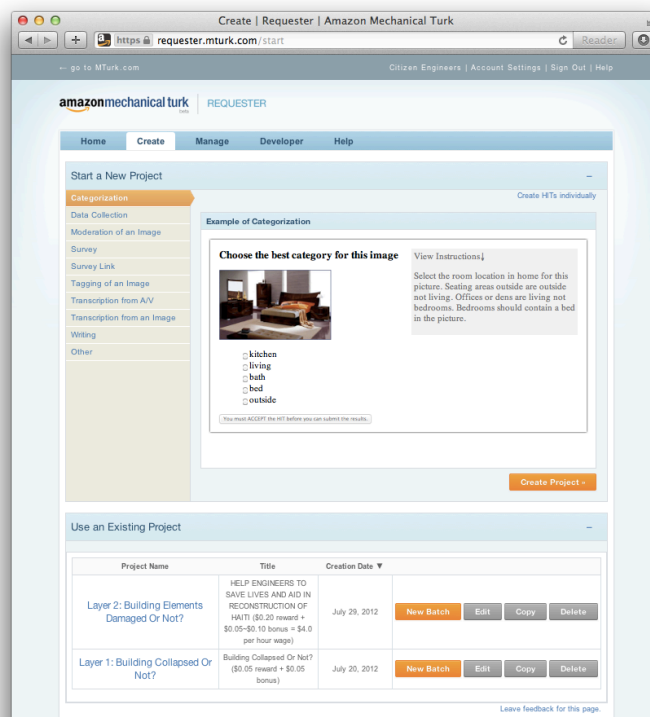 Create | Requester | Amazon Mechanical Turk
https requester.mturk.com/start
Reader
← go to MTurk.com
Citizen Engineers | Account Settings | Sign Out | Help
amazonmechanical turk
beta
REQUESTER
Home Create Manage Developer Help
Start a New Project
Create HITs individually
Categorization
Data Collection
Moderation of an Image
Survey
Survey Link
Tagging of an Image
Transcription from A/V
Transcription from an Image
Writing
Other
Example of Categorization
Choose the best category for this image
kitchen
living
bath
bed
outside
You must ACCEPT the HIT before you can submit the results.
View Instructions↓
Select the room location in home for this
picture. Seating areas outside are outside
not living. Offices or dens are living not
bedrooms. Bedrooms should contain a bed
in the picture.
Create Project »
Use an Existing Project
Project Name Title Creation Date ▼
Layer 2: Building Elements
Damaged Or Not?
HELP ENGINEERS TO
SAVE LIVES AND AID IN
RECONSTRUCTION OF
HAITI ($0.20 reward +
$0.05~$0.10 bonus = $4.0
per hour wage)
July 29, 2012
New Batch Edit Copy Delete
Layer 1: Building Collapsed Or
Not?
Building Collapsed Or Not?
($0.05 reward + $0.05
bonus)
July 20, 2012
New Batch Edit Copy Delete
Leave feedback for this page.